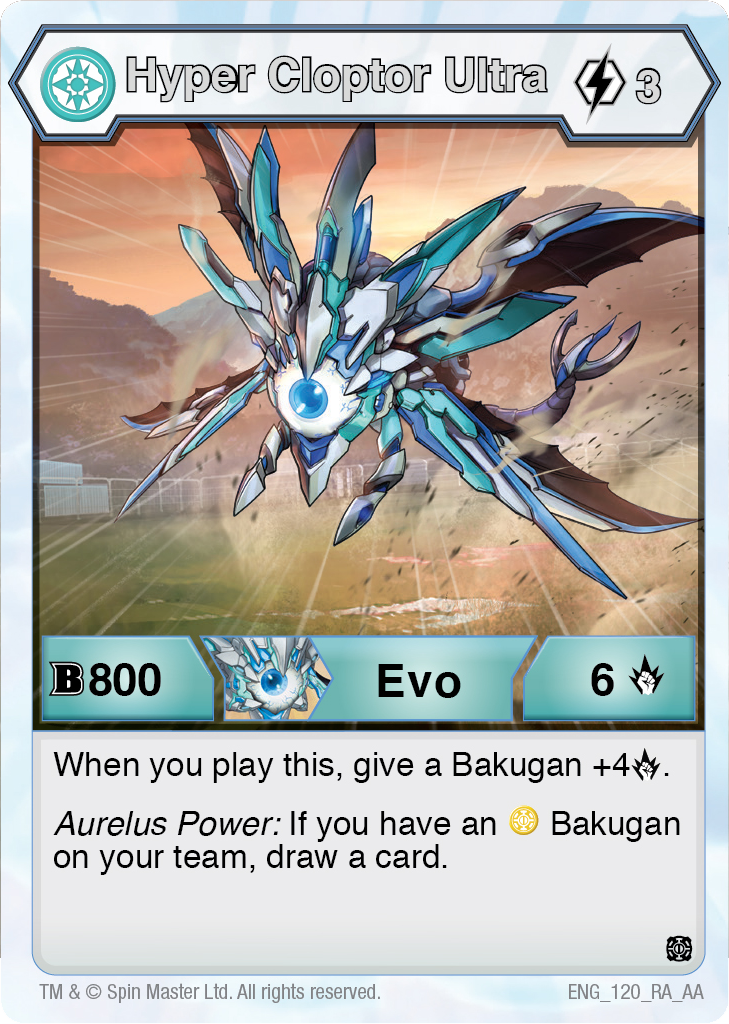 Hyper Cloptor Ultra 3
B800 Evo 6
When you play this, give a Bakugan +4.
Aurelus Power: If you have an Bakugan
on your team, draw a card.
TM & © Spin Master Ltd. All rights reserved. ENG_120_RA_AA